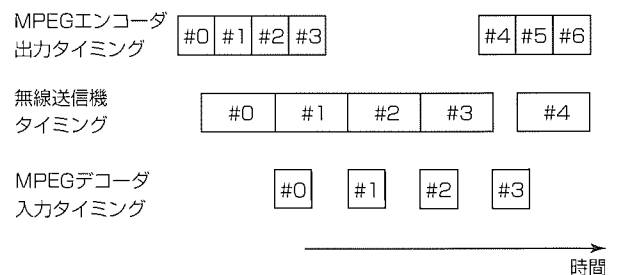 MPEGエンコーダ
出力タイミング
#0 #1 #2 #3 #4 #5 #6
無線送信機
タイミング
#0 #1 #2 #3 #4
MPEGデコーダ
入力タイミング
#0 #1 #2 #3
時間